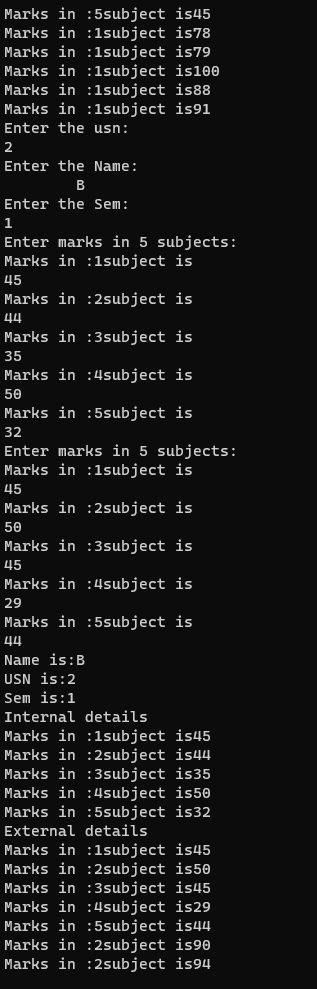 Marks in :5subject is45
Marks in :1subject is78
Marks in :1subject is79
Marks in :1subject is100
Marks in :1subject is88
Marks in :1subject is91
Enter the usn:
2
Enter the Name:
        B
Enter the Sem:
1
Enter marks in 5 subjects:
Marks in :1subject is
45
Marks in :2subject is
44
Marks in :3subject is
35
Marks in :4subject is
50
Marks in :5subject is
32
Enter marks in 5 subjects:
Marks in :1subject is
45
Marks in :2subject is
50
Marks in :3subject is
45
Marks in :4subject is
29
Marks in :5subject is
44
Name is:B
USN is:2
Sem is:1
Internal details
Marks in :1subject is45
Marks in :2subject is44
Marks in :3subject is35
Marks in :4subject is50
Marks in :5subject is32
External details
Marks in :1subject is45
Marks in :2subject is50
Marks in :3subject is45
Marks in :4subject is29
Marks in :5subject is44
Marks in :2subject is90
Marks in :2subject is94